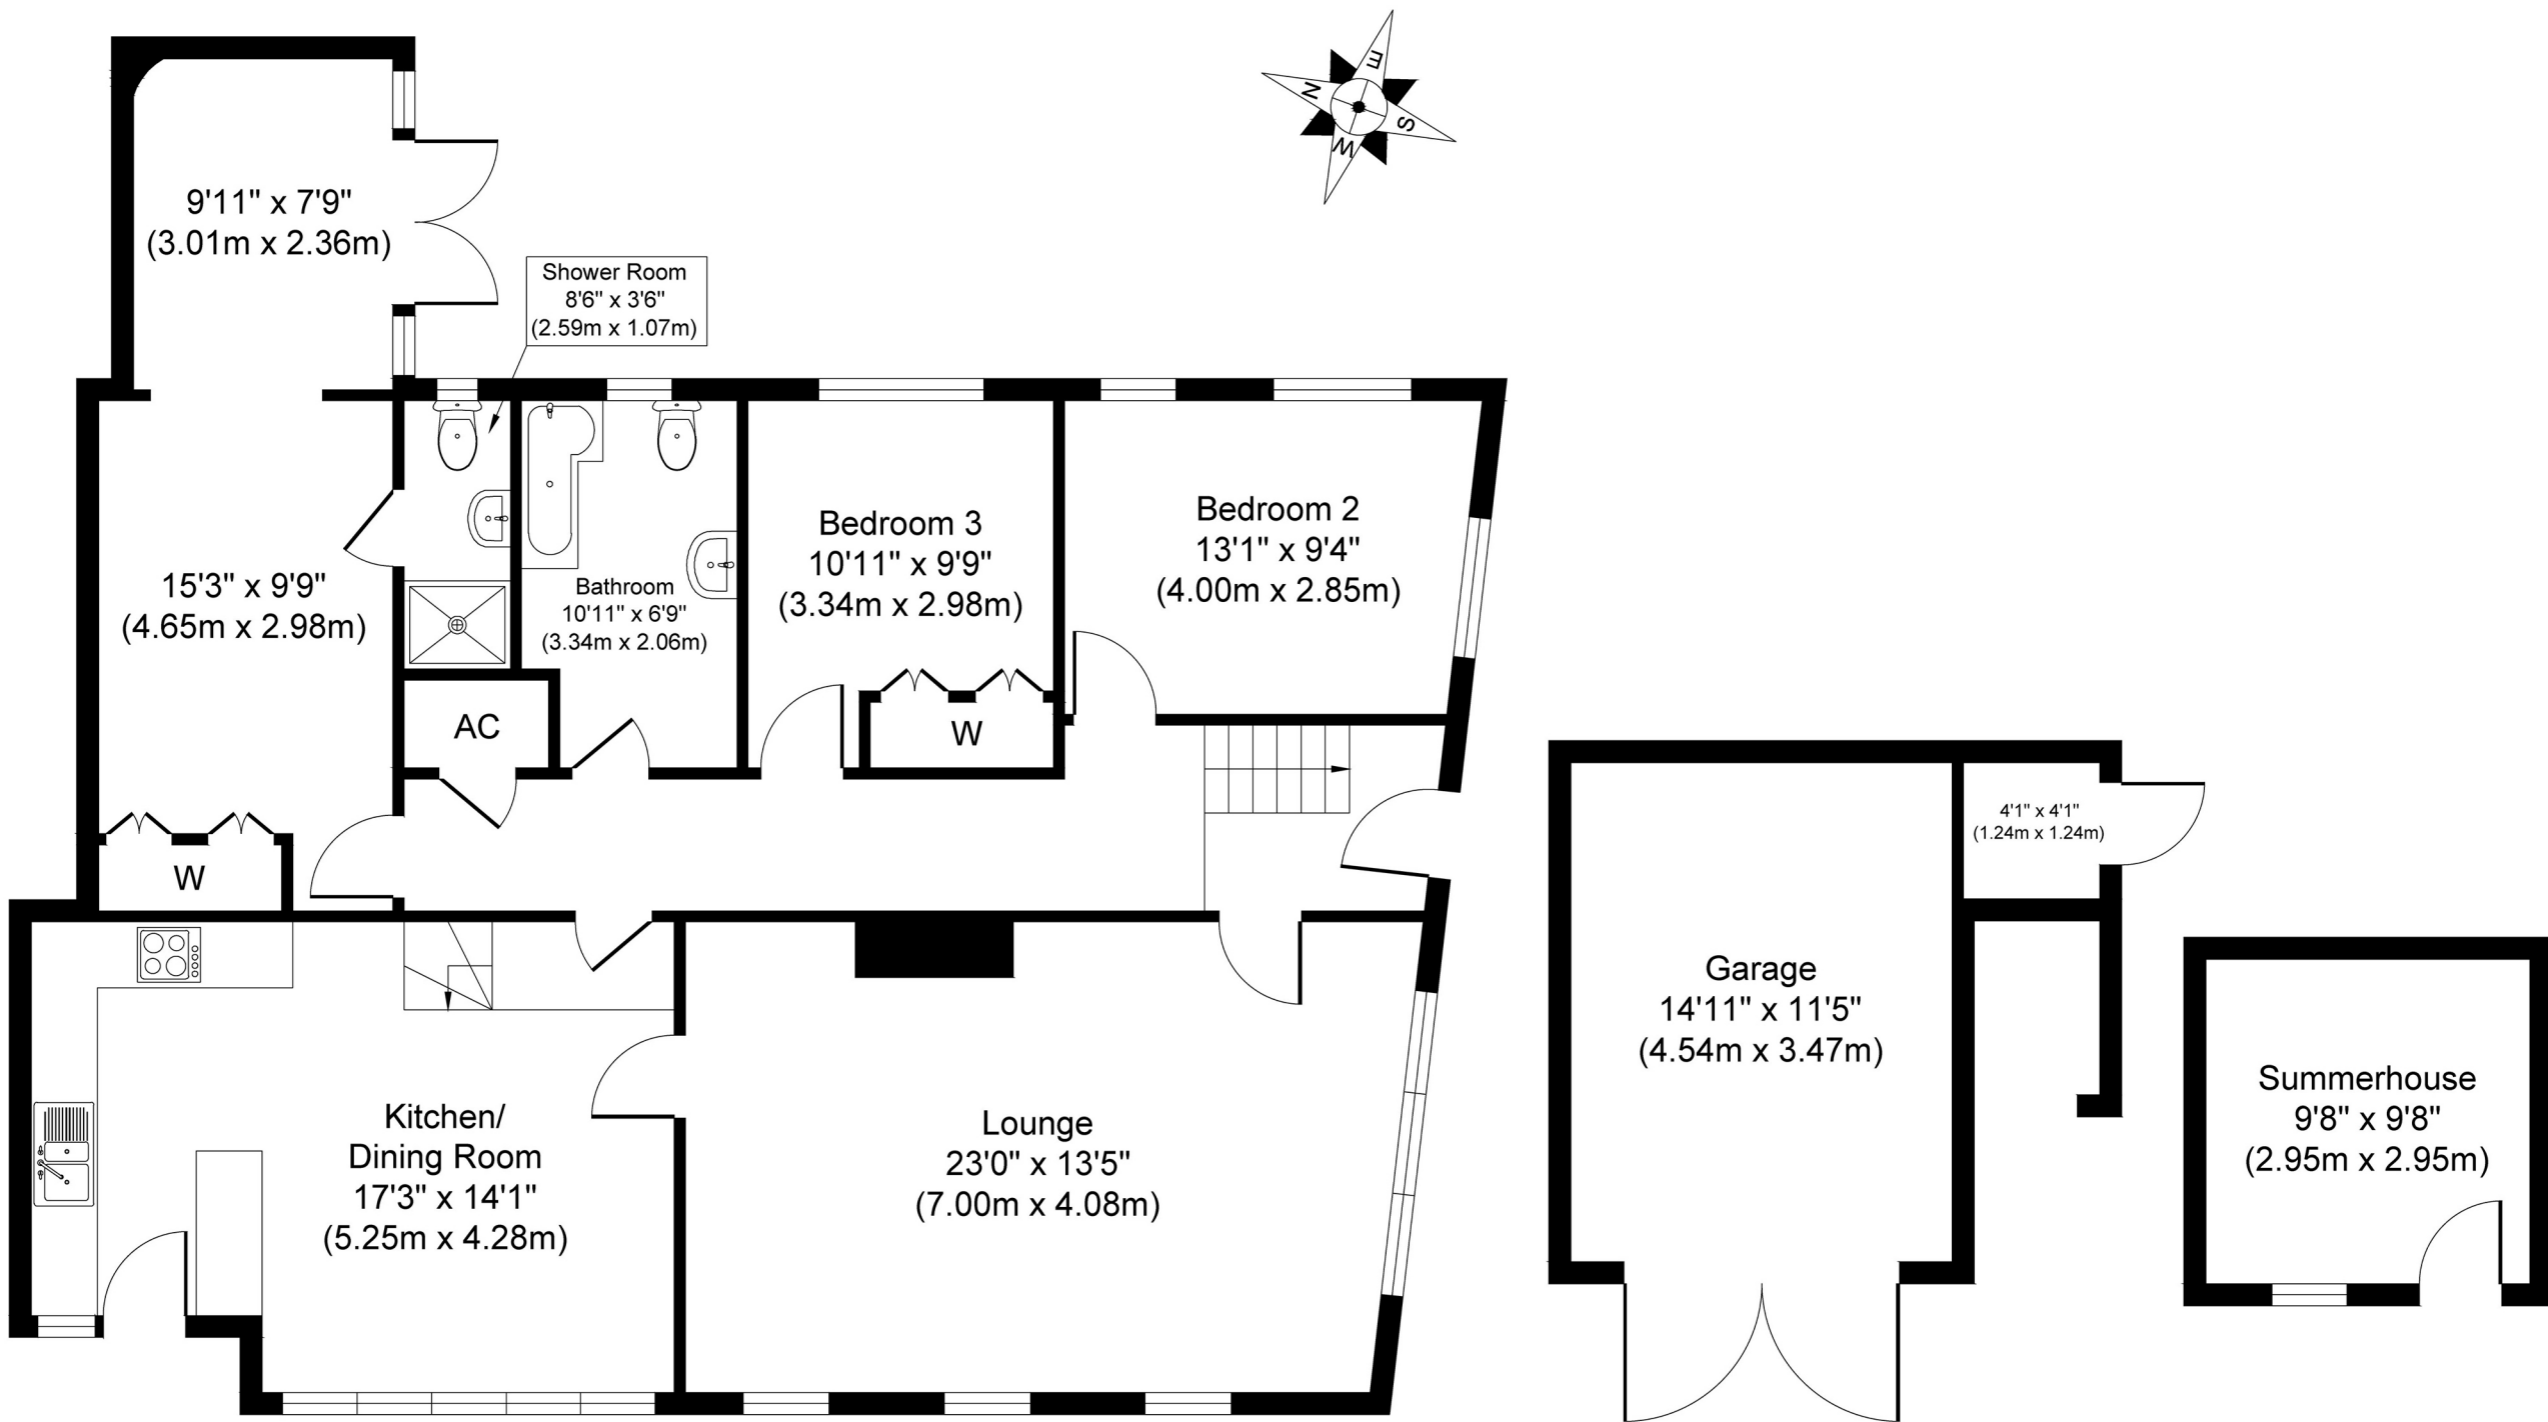 E
N
S
W
9'11" x 7'9"
(3.01m x 2.36m)
Shower Room
8'6" x 3'6"
(2.59m x 1.07m)
15'3" x 9'9"
(4.65m x 2.98m)
Bathroom
10'11" x 6'9"
(3.34m x 2.06m)
Bedroom 3
10'11" x 9'9"
(3.34m x 2.98m)
Bedroom 2
13'1" x 9'4"
(4.00m x 2.85m)
AC
W
W
4'1" x 4'1"
(1.24m x 1.24m)
Kitchen/
Dining Room
17'3" x 14'1"
(5.25m x 4.28m)
Lounge
23'0" x 13'5"
(7.00m x 4.08m)
Garage
14'11" x 11'5"
(4.54m x 3.47m)
Summerhouse
9'8" x 9'8"
(2.95m x 2.95m)